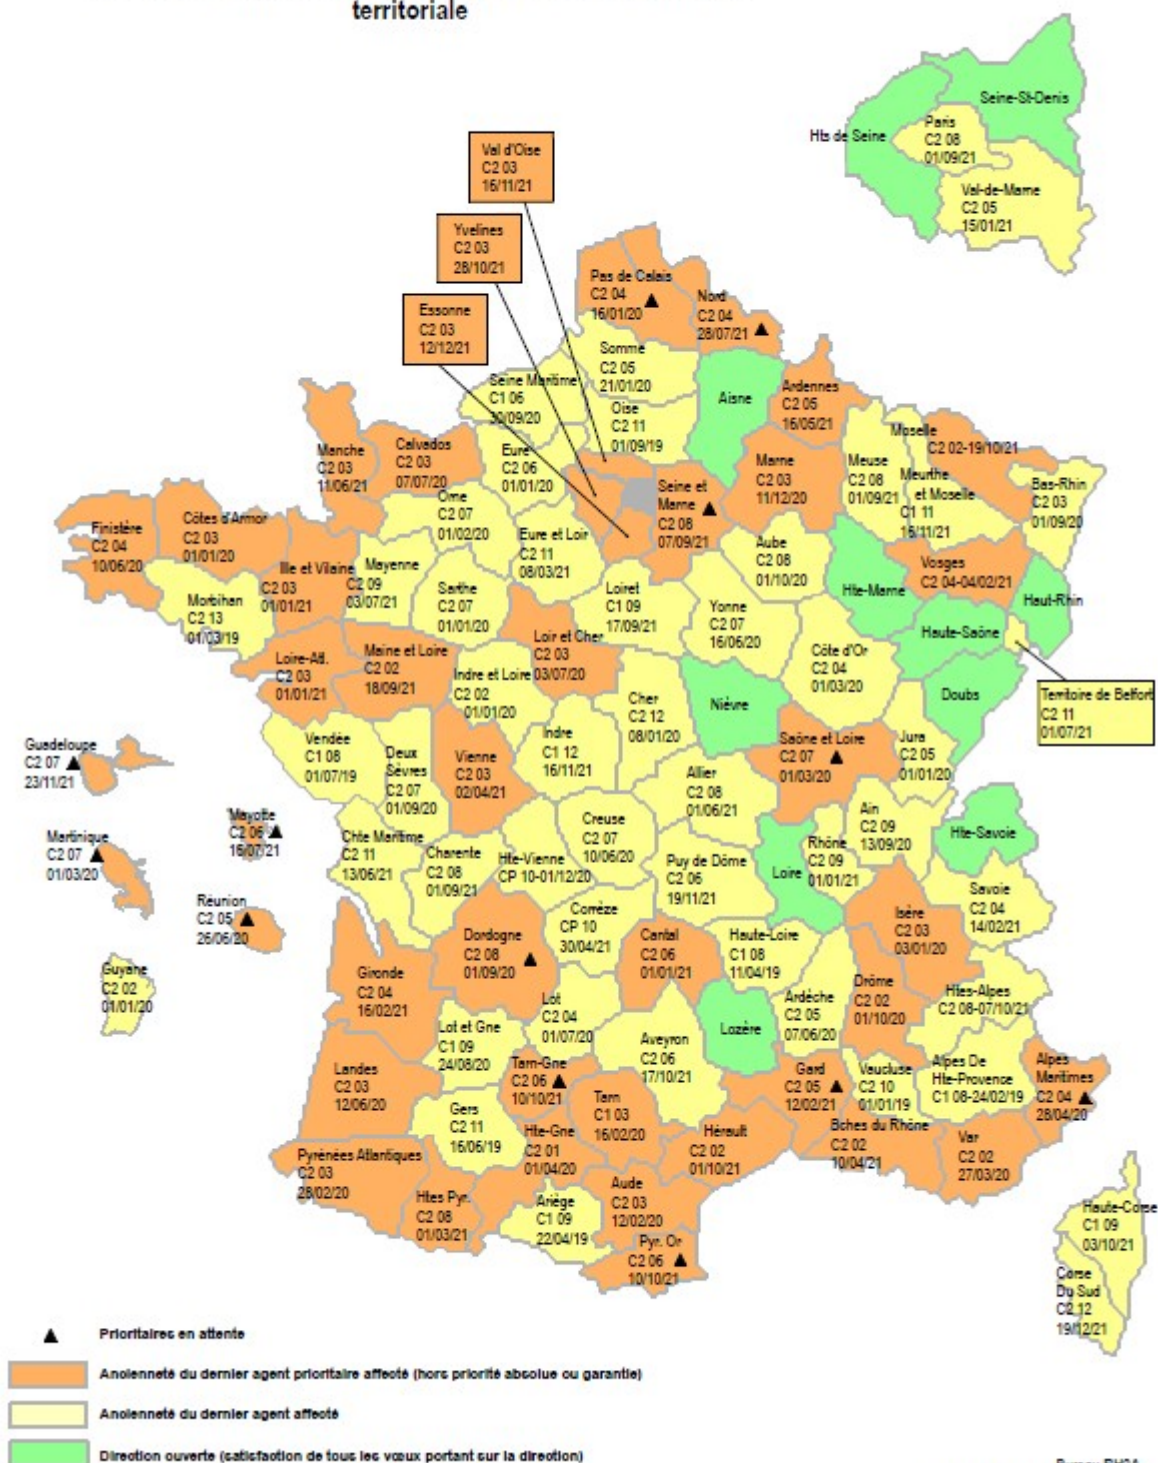 territoriale
Seine-St-Denis
Hts de Seine
Paris
C2 08
01/09/21
Val-de-Marne
C2 05
15/01/21
Val d'Oise
C2 03
16/11/21
Yvelines
C2 03
28/10/21
Essonne
C2 03
12/12/21
Pas de Calais
C2 04
16/01/20
Nord
C2 04
28/07/21
Somme
C2 05
21/01/20
Seine Maritime
C1 06
30/09/20
Oise
C2 11
01/09/19
Aisne
Ardennes
C2 05
16/05/21
Manche
C2 03
11/06/21
Calvados
C2 03
07/07/20
Eure
C2 06
01/01/20
Seine et
Marne
C2 08
07/09/21
Marne
C2 03
11/12/20
Meuse
C2 08
01/09/21
Moselle
C2 02-19/10/21
Meurthe
et Moselle
C1 11
16/11/21
Bas-Rhin
C2 03
01/09/20
Finistère
C2 04
10/06/20
Côtes d'Armor
C2 03
01/01/20
Ille et Vilaine
C2 03
01/01/21
Orne
C2 07
01/02/20
Eure et Loir
C2 11
08/03/21
Aube
C2 08
01/10/20
Hte-Marne
Vosges
C2 04-04/02/21
Haut-Rhin
Morbihan
C2 13
01/03/19
Mayenne
C2 09
03/07/21
Sarthe
C2 07
01/01/20
Loiret
C1 09
17/09/21
Yonne
C2 07
16/06/20
Haute-Saône
Loire-Atl.
C2 03
01/01/21
Maine et Loire
C2 02
18/09/21
Loir et Cher
C2 03
03/07/20
Indre et Loire
C2 02
01/01/20
Cher
C2 12
08/01/20
Nièvre
Côte d'Or
C2 04
01/03/20
Doubs
Territoire de Belfort
C2 11
01/07/21
Guadeloupe
C2 07
23/11/21
Vendée
C1 08
01/07/19
Deux
Sèvres
C2 07
01/09/20
Vienne
C2 03
02/04/21
Indre
C1 12
16/11/21
Allier
C2 08
01/06/21
Saône et Loire
C2 07
01/03/20
Jura
C2 05
01/01/20
Mayotte
C2 06
16/07/21
Martinique
C2 07
01/03/20
Chte Maritime
C2 11
13/06/21
Charente
C2 08
01/09/21
Hte-Vienne
CP 10-01/12/20
Creuse
C2 07
10/06/20
Puy de Dôme
C2 06
19/11/21
Loire
Rhône
C2 09
01/01/21
Ain
C2 09
13/09/20
Hte-Savoie
Réunion
C2 05
26/06/20
Savoie
C2 04
14/02/21
Corrèze
CP 10
30/04/21
Dordogne
C2 08
01/09/20
Cantal
C2 06
01/01/21
Haute-Loire
C1 08
11/04/19
Isère
C2 03
03/01/20
Guyane
C2 02
01/01/20
Gironde
C2 04
16/02/21
Lot
C2 04
01/07/20
Lozère
Ardèche
C2 05
07/06/20
Drôme
C2 02
01/10/20
Htes-Alpes
C2 08-07/10/21
Lot et Gne
C1 09
24/08/20
Aveyron
C2 06
17/10/21
Landes
C2 03
12/06/20
Tarn-Gne
C2 06
10/10/21
Tarn
C1 03
16/02/20
Gard
C2 05
12/02/21
Vaucluse
C2 10
01/01/19
Alpes De
Hte-Provence
C1 08-24/02/19
Alpes
Maritimes
C2 04
28/04/20
Gers
C2 11
16/06/19
Hte-Gne
C2 01
01/04/20
Hérault
C2 02
01/10/21
Bches du Rhône
C2 02
10/04/21
Var
C2 02
27/03/20
Pyrénées Atlantiques
C2 03
28/02/20
Htes Pyr.
C2 08
01/03/21
Ariège
C1 09
22/04/19
Aude
C2 03
12/02/20
Pyr. Or
C2 06
10/10/21
Haute-Corse
C1 09
03/10/21
Corse
Du Sud
C2 12
19/12/21
Prioritaires en attente
Ancienneté du dernier agent prioritaire affecté (hors priorité absolue ou garantie)
Ancienneté du dernier agent affecté
Direction ouverte (satisfaction de tous les vœux portant sur la direction)